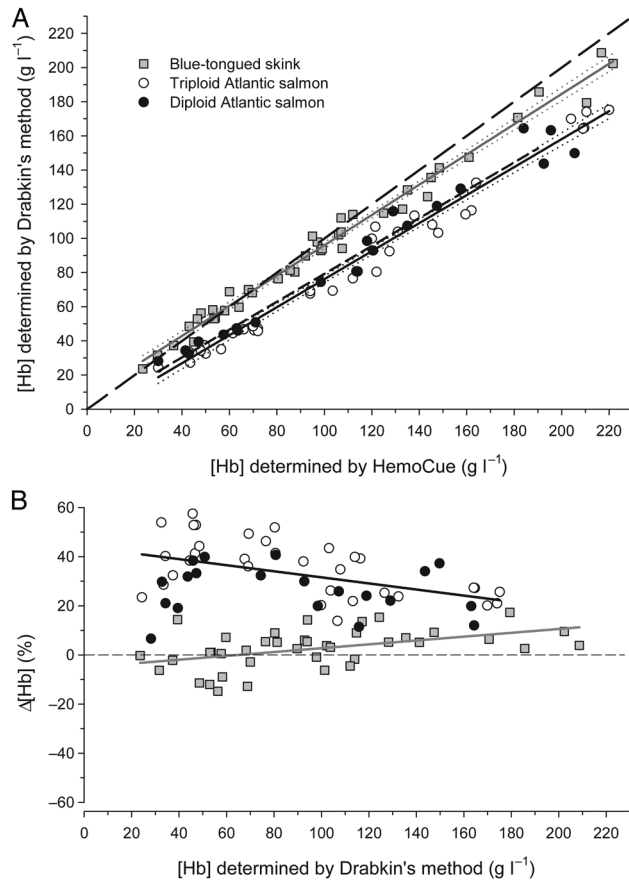 A
[Hb] determined by Drabkin's method (g l⁻¹)
220
200
180
160
140
120
100
80
60
40
20
0
Blue-tongued skink
Triploid Atlantic salmon
Diploid Atlantic salmon
0 20 40 60 80 100 120 140 160 180 200 220
[Hb] determined by HemoCue (g l⁻¹)
B
Δ[Hb] (%)
60
40
20
0
–20
–40
–60
0 20 40 60 80 100 120 140 160 180 200 220
[Hb] determined by Drabkin's method (g l⁻¹)